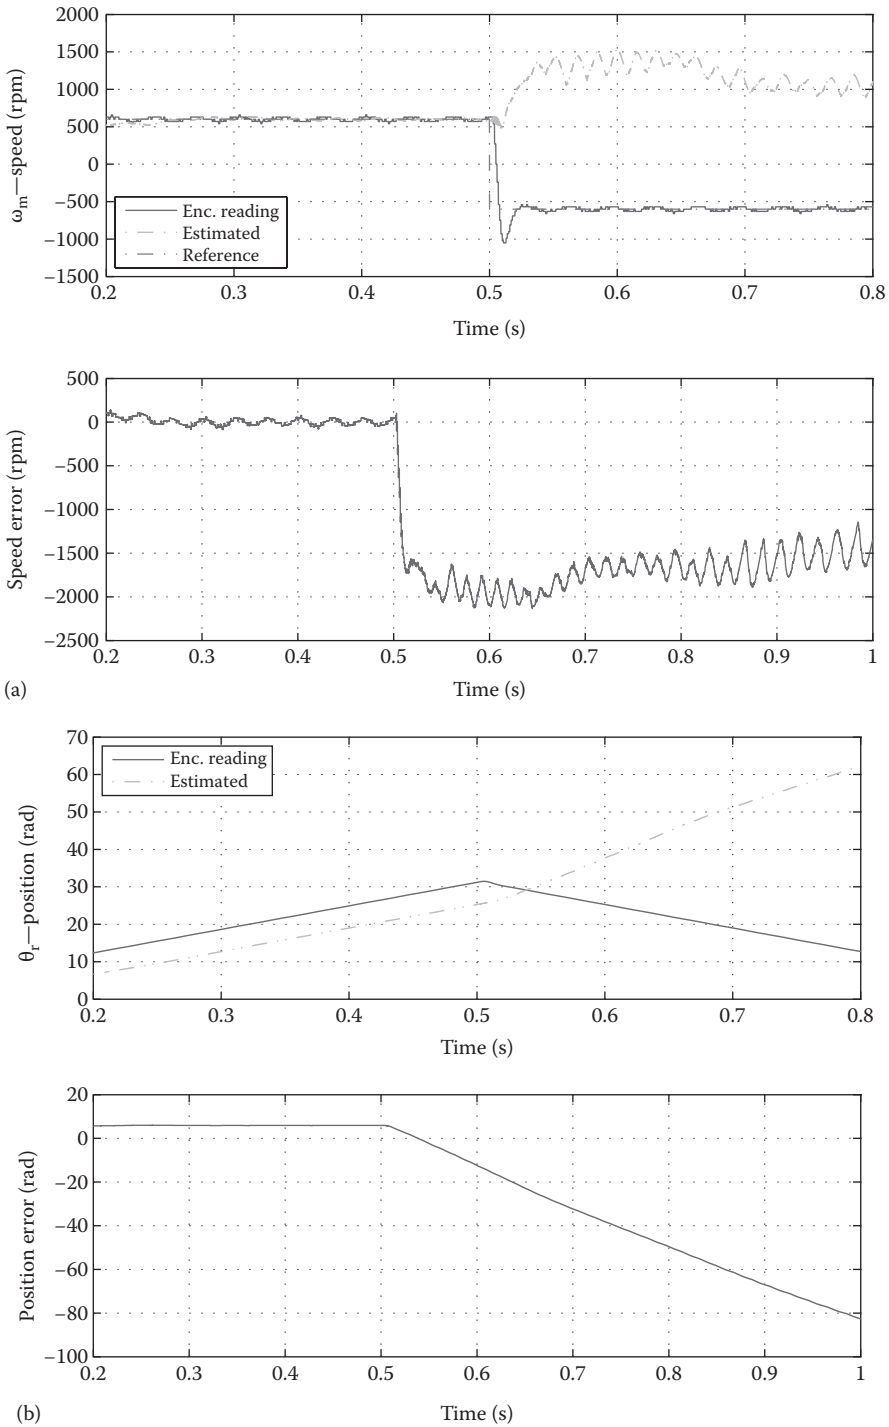 2000
1500
1000
500
0
−500
−1000
−1500
ωm—speed (rpm)
Enc. reading
Estimated
Reference
0.2 0.3 0.4 0.5 0.6 0.7 0.8
Time (s)
500
0
−500
−1000
−1500
−2000
−2500
Speed error (rpm)
0.2 0.3 0.4 0.5 0.6 0.7 0.8 0.9 1
(a) Time (s)
70
60
50
40
30
20
10
0
θr—position (rad)
Enc. reading
Estimated
0.2 0.3 0.4 0.5 0.6 0.7 0.8
Time (s)
20
0
−20
−40
−60
−80
−100
Position error (rad)
0.2 0.3 0.4 0.5 0.6 0.7 0.8 0.9 1
(b) Time (s)